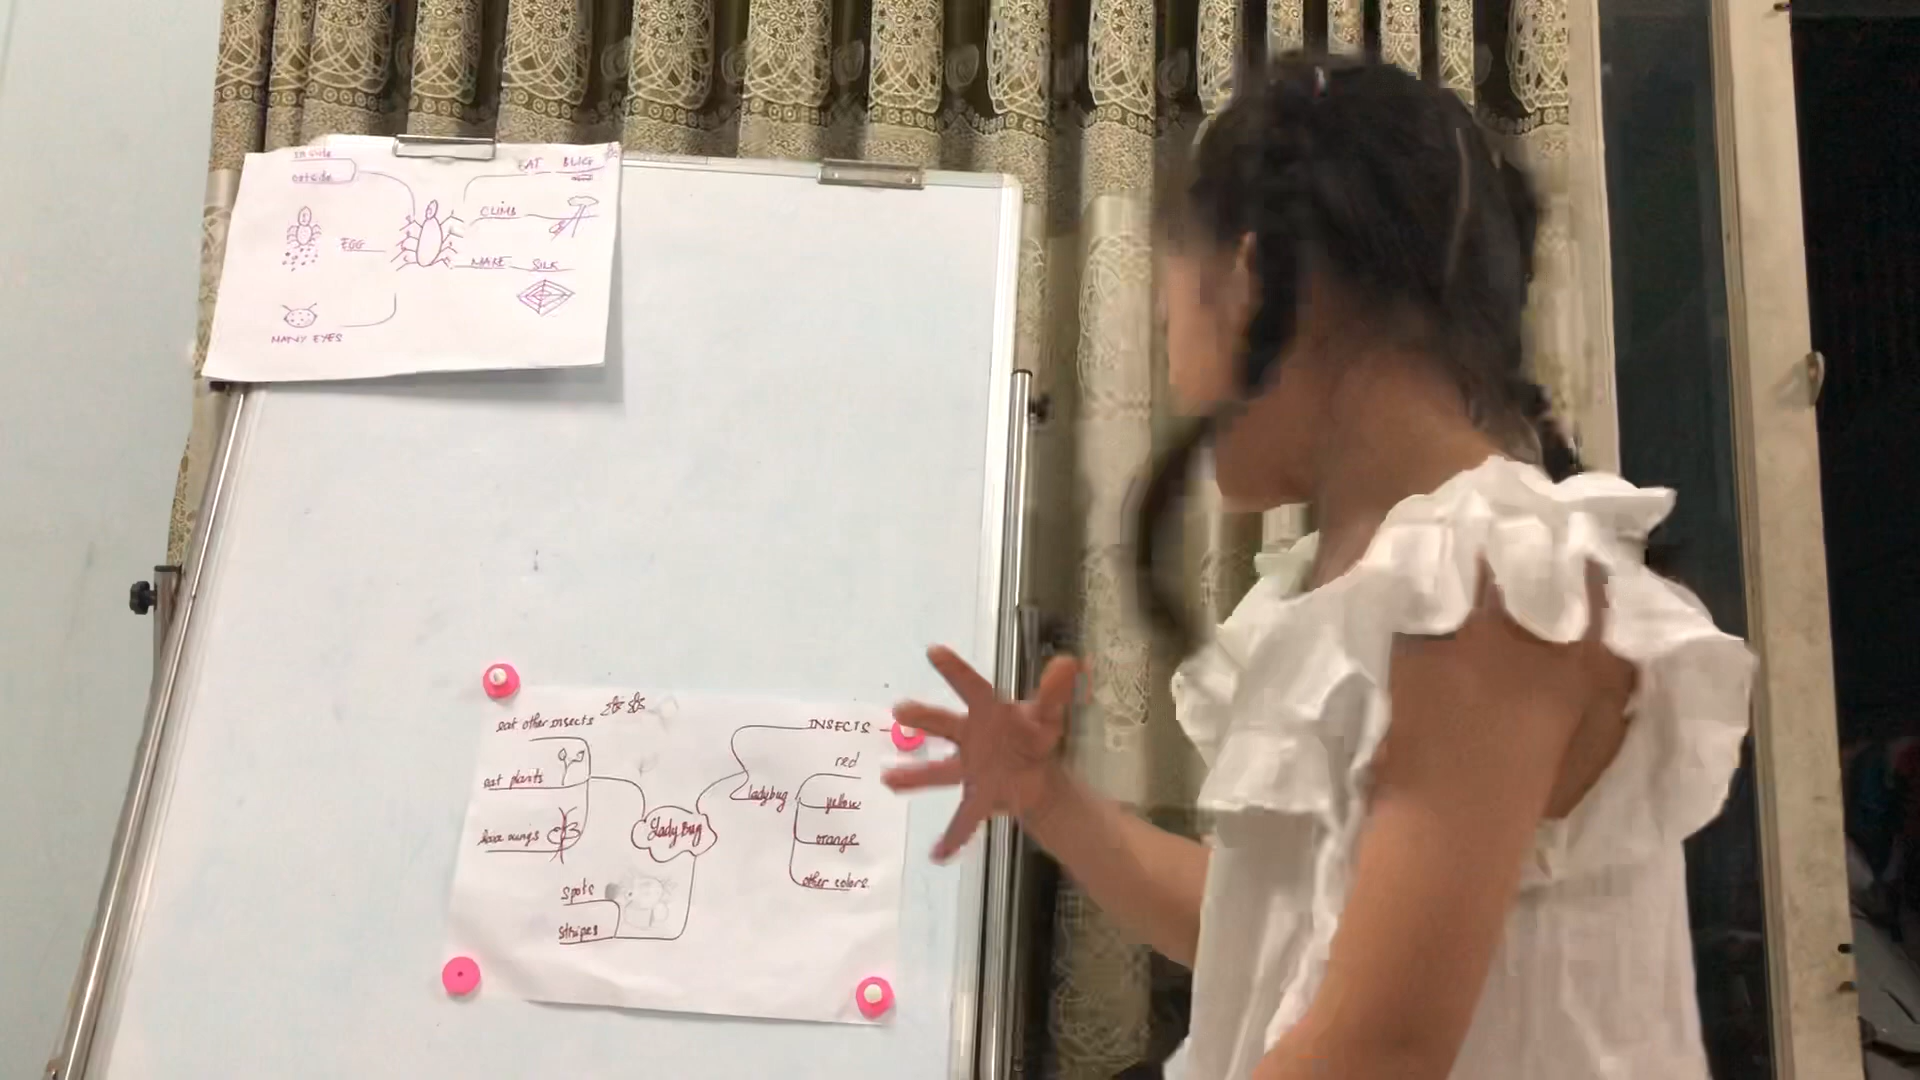 inside
outside
EGG
MANY EYES
EAT BUG
CLIMB
MAKE SILK
eat other insects
eat plants
have wings
spots
stripes
Lady Bug
INSECTS
ladybug
red
yellow
orange
other colors